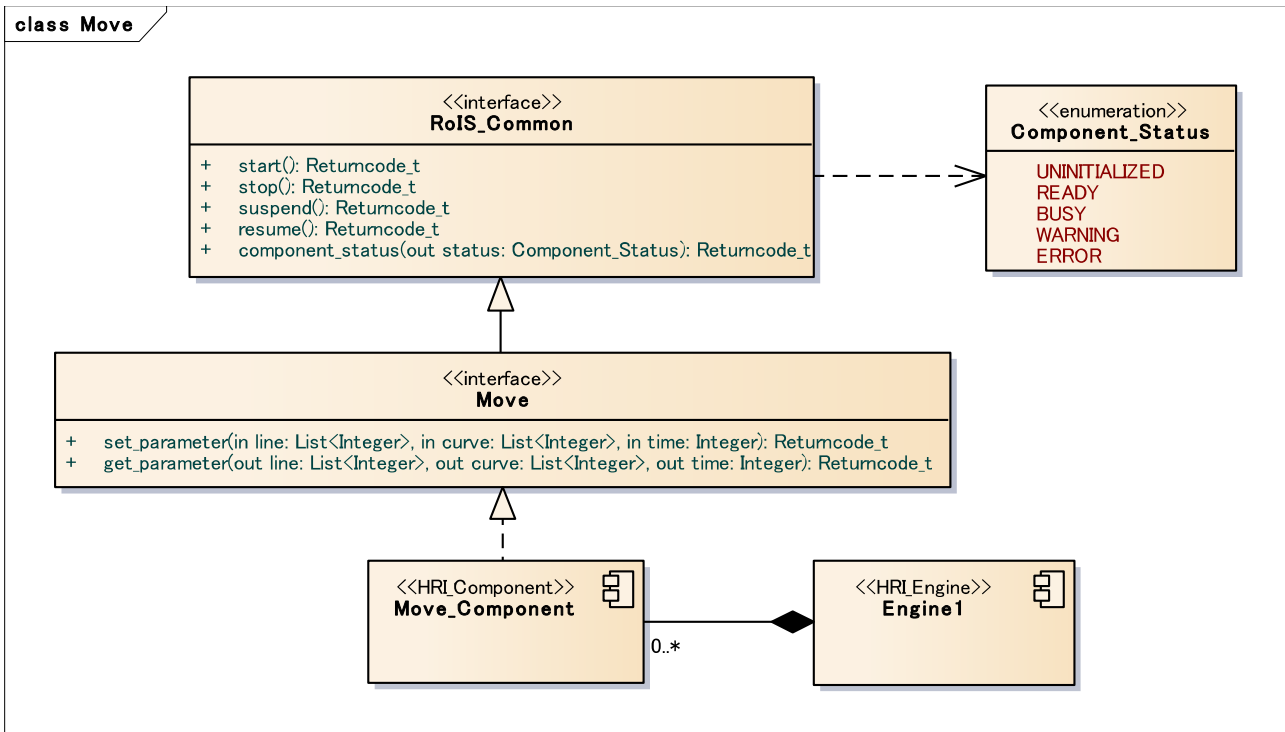 class Move
<<interface>>
RoIS_Common
+ start(): Returncode_t
+ stop(): Returncode_t
+ suspend(): Returncode_t
+ resume(): Returncode_t
+ component_status(out status: Component_Status): Returncode_t
<<enumeration>>
Component_Status
UNINITIALIZED
READY
BUSY
WARNING
ERROR
<<interface>>
Move
+ set_parameter(in line: List<Integer>, in curve: List<Integer>, in time: Integer): Returncode_t
+ get_parameter(out line: List<Integer>, out curve: List<Integer>, out time: Integer): Returncode_t
<<HRI_Component>>
Move_Component
0..*
<<HRI_Engine>>
Engine1